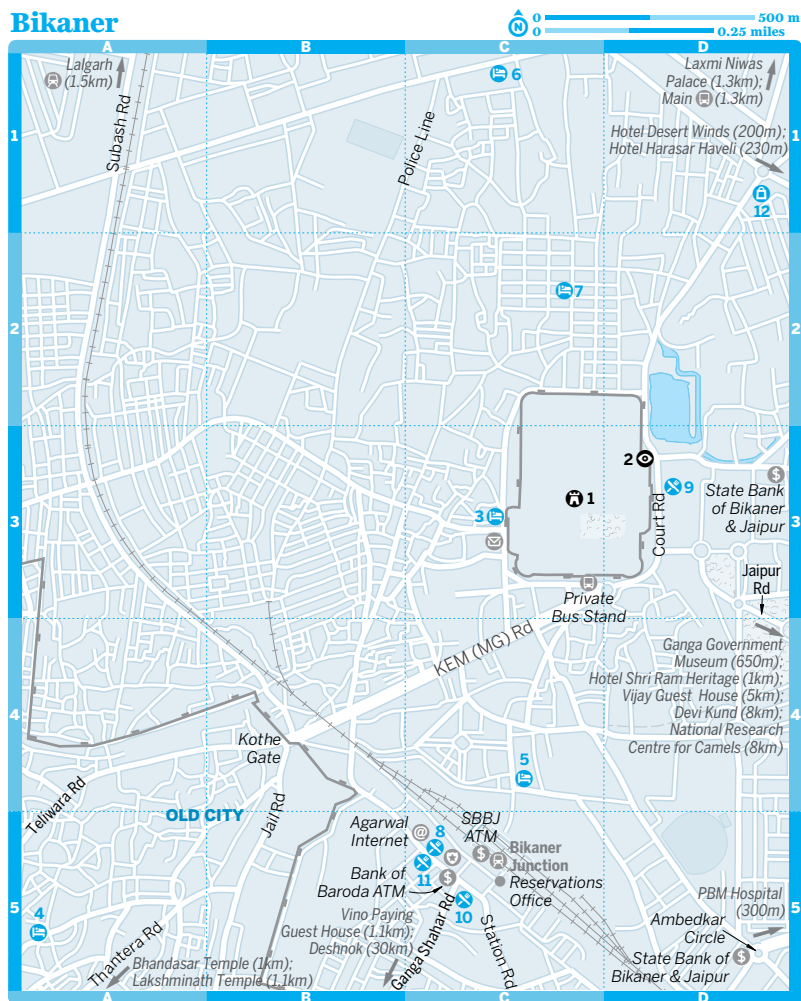 Bikaner
N
0 500 m
0 0.25 miles
A B C D
Lalgarh
(1.5km)
Subash Rd
Police Line
6
Laxmi Niwas
Palace (1.3km);
Main (1.3km)
1 1
Hotel Desert Winds (200m);
Hotel Harasar Haveli (230m)
12
7
2 2
2
9
1
3
State Bank
of Bikaner
& Jaipur
Court Rd
3 3
Jaipur
Rd
Private
Bus Stand
KEM (MG) Rd
Ganga Government
Museum (650m);
Hotel Shri Ram Heritage (1km);
Vijay Guest House (5km);
Devi Kund (8km);
National Research
Centre for Camels (8km)
4 4
Kothe
Gate
5
Teliwara Rd
OLD CITY
Jail Rd
Agarwal
Internet
@
8
SBBJ
ATM
Bikaner
Junction
11
Bank of
Baroda ATM
Reservations
Office
10
PBM Hospital
(300m)
5 5
4
Vino Paying
Guest House (1.1km);
Deshnok (30km)
Ganga Shahar Rd
Station Rd
Ambedkar
Circle
State Bank of
Bikaner & Jaipur
Thantera Rd
Bhandasar Temple (1km);
Lakshminath Temple (1.1km)
A B C D